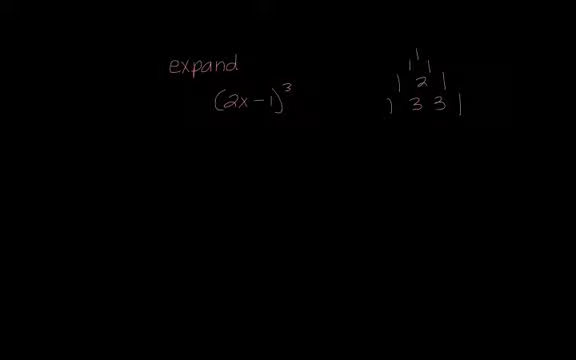 expand
(2x-1)³
1
1 1
1 2 1
1 3 3 1